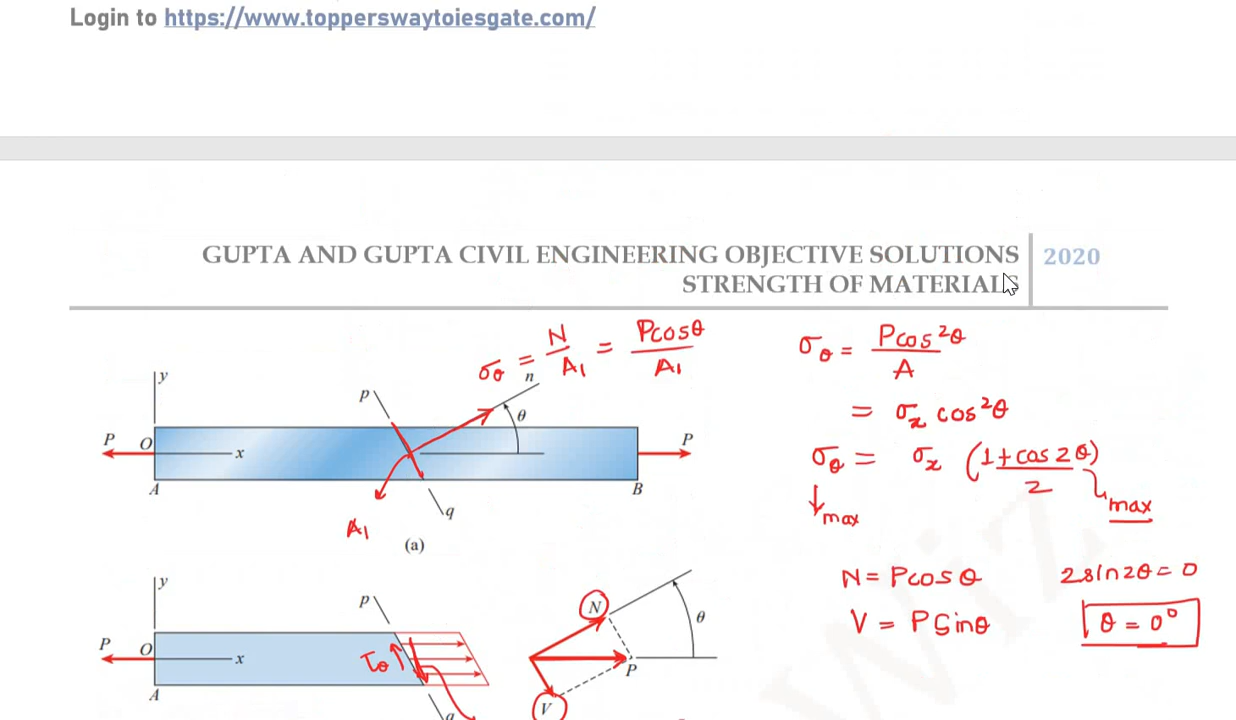 Login to https://www.topperswaytoiesgate.com/
GUPTA AND GUPTA CIVIL ENGINEERING OBJECTIVE SOLUTIONS 2020
STRENGTH OF MATERIALS
σθ = N/A₁ = Pcosθ/A₁
σθ = Pcos²θ/A
= σx cos²θ
σθ = σx (1+cos2θ)/2
max
max
y
p
n
θ
P
O
x
P
A
B
q
A₁
(a)
N = Pcosθ
2sin2θ = 0
V = PSinθ
θ = 0°
y
p
N
θ
P
O
x
τθ
P
A
V
q